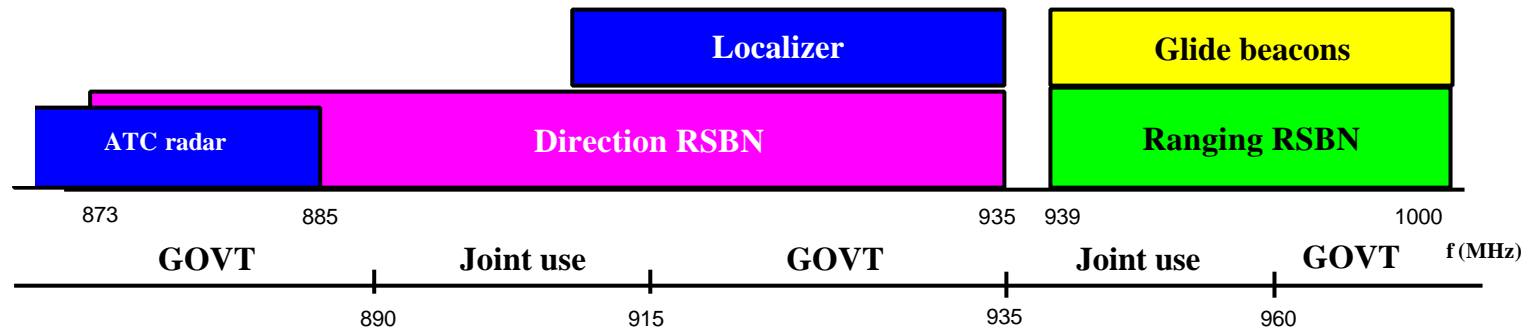 Localizer Glide beacons
ATC radar Direction RSBN Ranging RSBN
873 885 935 939 1000
GOVT Joint use GOVT Joint use GOVT f (MHz)
890 915 935 960